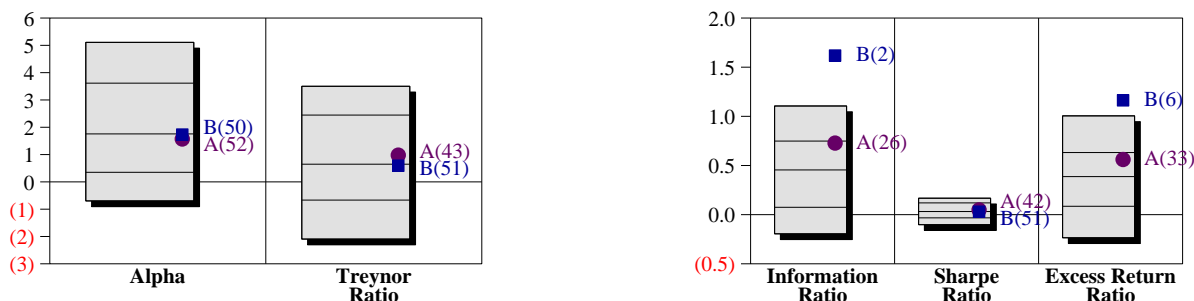 6
5
4
3
2
1
0
(1)
(2)
(3)
B(50)
A(52)
A(43)
B(51)
Alpha
Treynor
Ratio
2.0
1.5
1.0
0.5
0.0
(0.5)
B(2)
A(26)
A(42)
B(51)
B(6)
A(33)
Information
Ratio
Sharpe
Ratio
Excess Return
Ratio